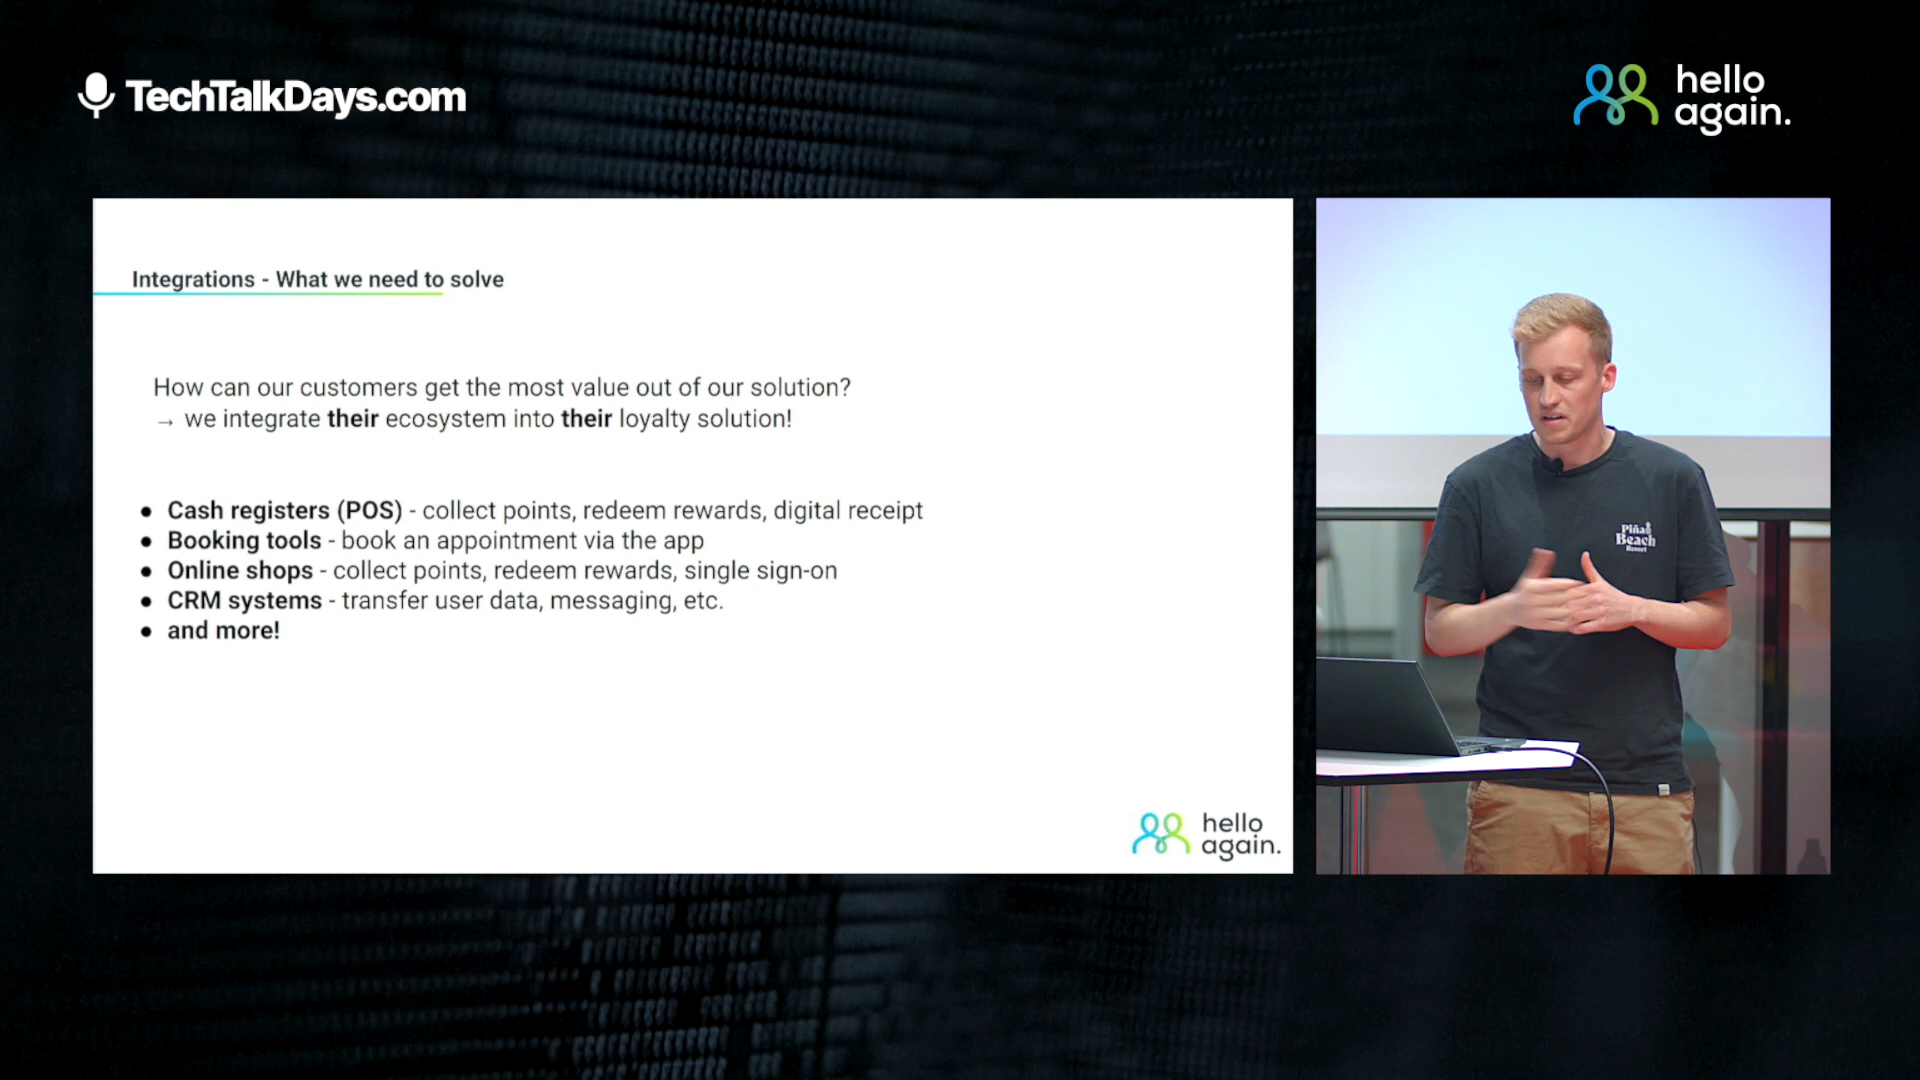 TechTalkDays.com
hello
again.
Integrations - What we need to solve
How can our customers get the most value out of our solution?
→ we integrate their ecosystem into their loyalty solution!
● Cash registers (POS) - collect points, redeem rewards, digital receipt
● Booking tools - book an appointment via the app
● Online shops - collect points, redeem rewards, single sign-on
● CRM systems - transfer user data, messaging, etc.
● and more!
hello
again.
Piña
Beach
Resort